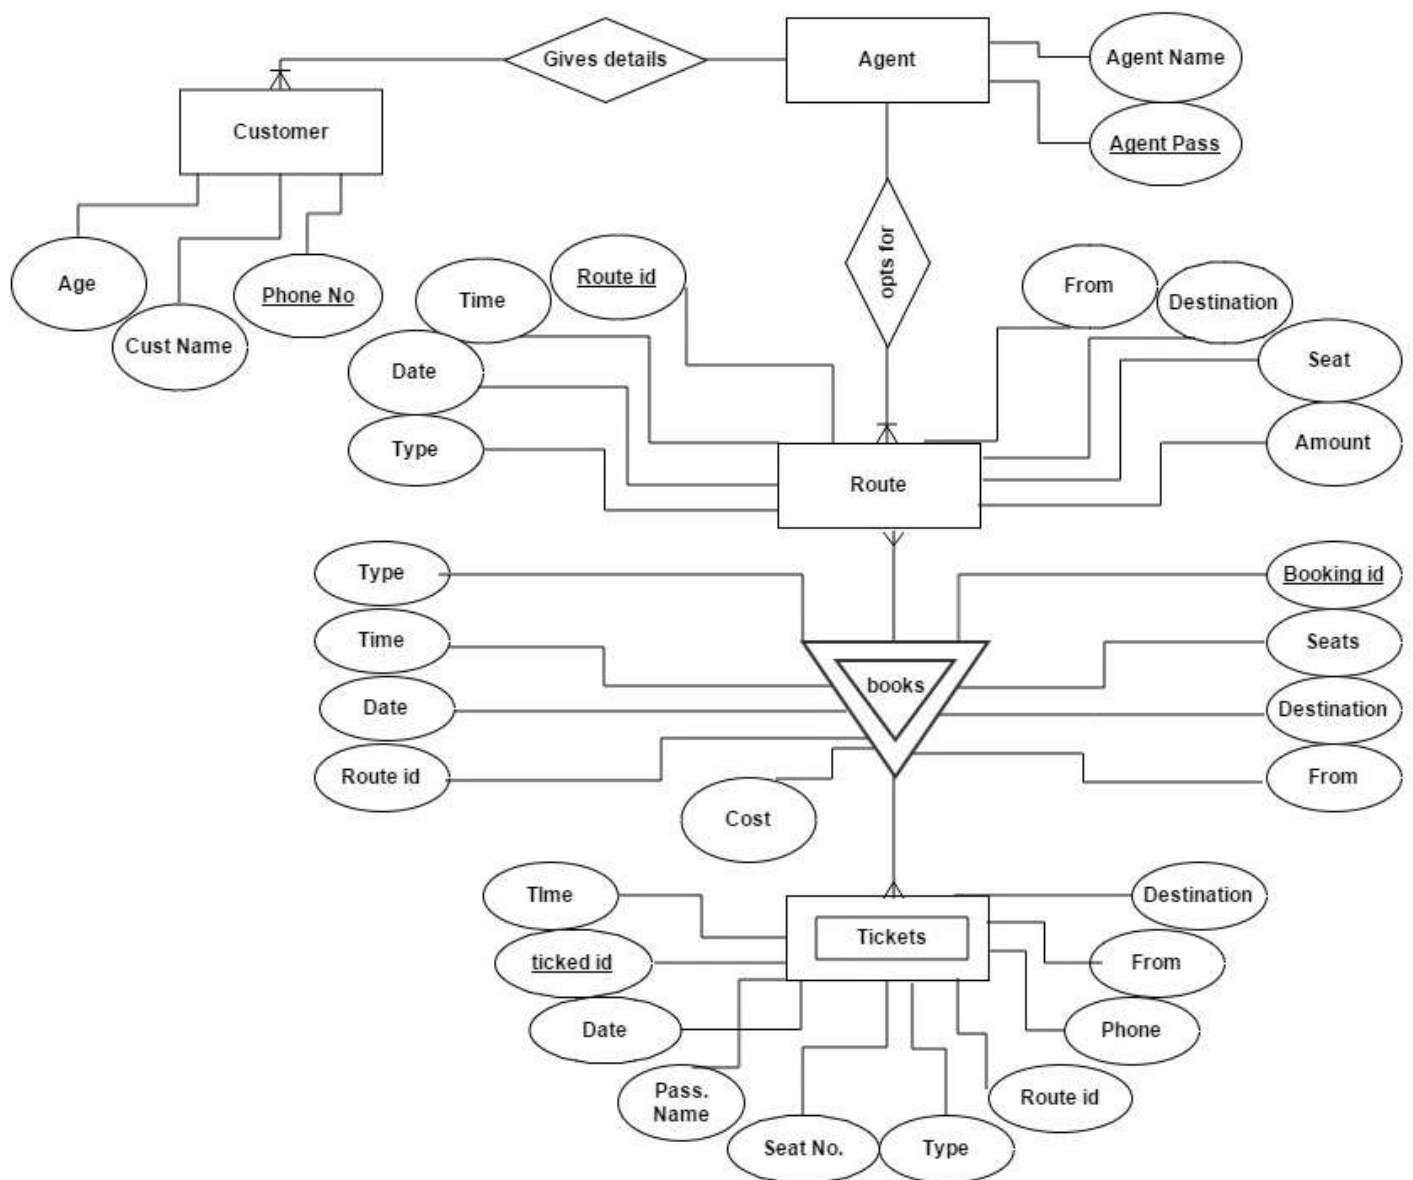 Gives details
Agent
Agent Name
Customer
Agent Pass
opts for
Age
Cust Name
Phone No
Route id
Time
Date
Type
From
Destination
Seat
Amount
Route
Type
Time
Date
Route id
books
Booking id
Seats
Destination
From
Cost
TIme
ticked id
Date
Pass.
Name
Seat No.
Type
Route id
Phone
From
Destination
Tickets